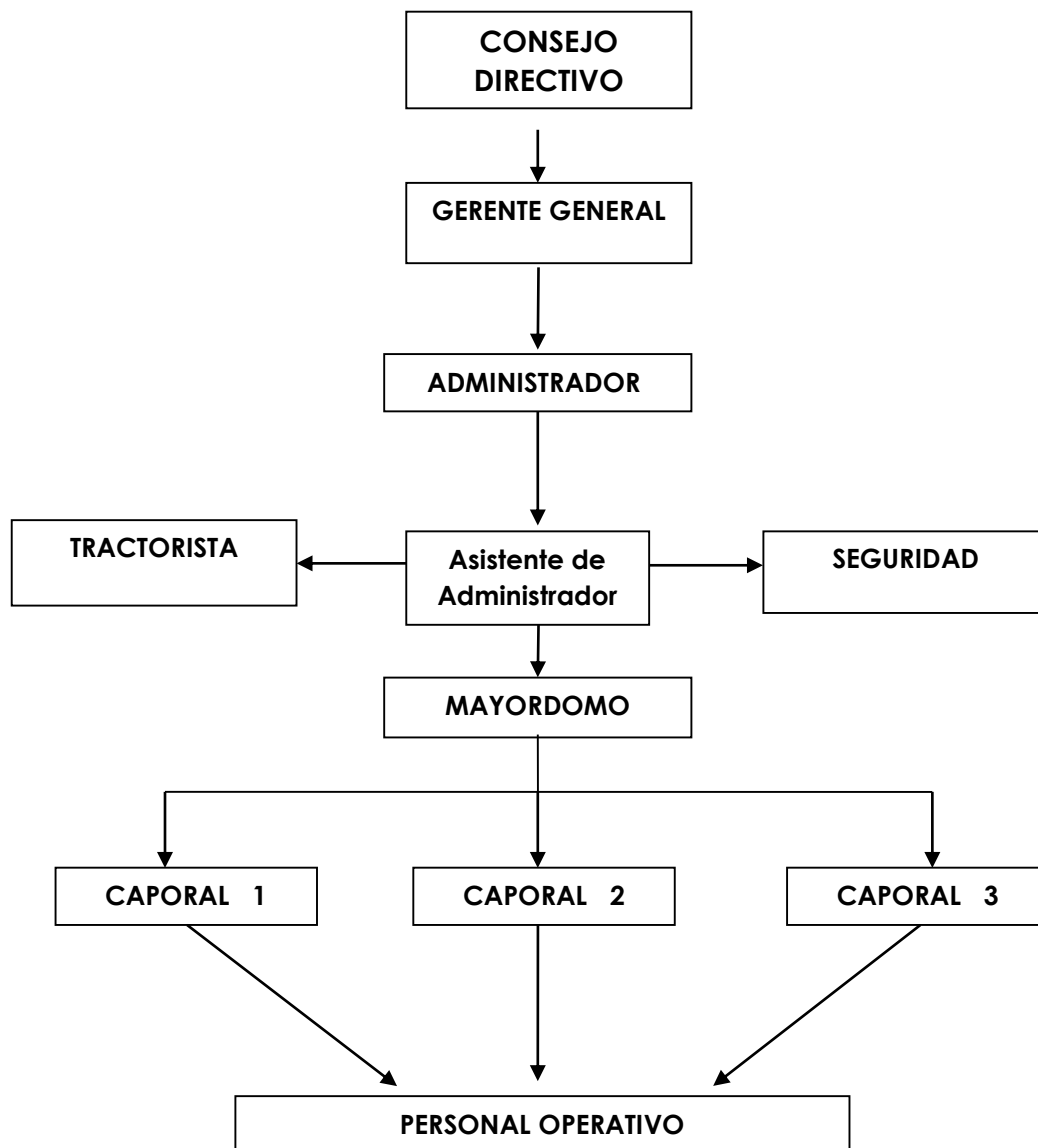 CONSEJO
DIRECTIVO
GERENTE GENERAL
ADMINISTRADOR
TRACTORISTA
Asistente de
Administrador
SEGURIDAD
MAYORDOMO
CAPORAL 1
CAPORAL 2
CAPORAL 3
PERSONAL OPERATIVO